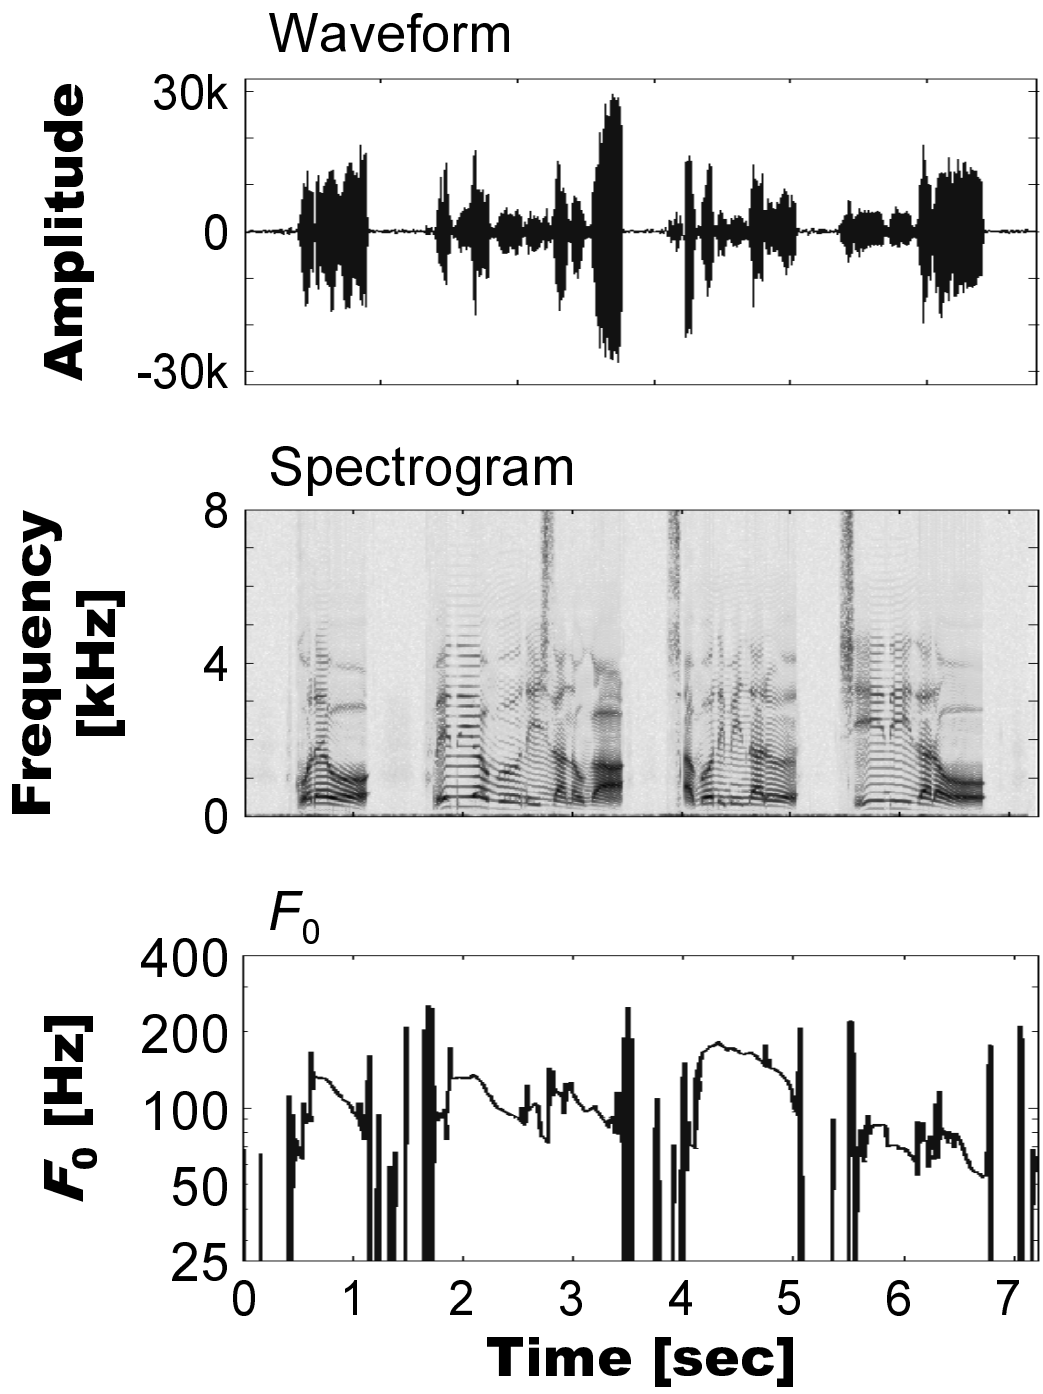 Waveform
Amplitude
30k
0
-30k
Spectrogram
Frequency
[kHz]
8
4
0
F0
F0 [Hz]
400
200
100
50
25
0 1 2 3 4 5 6 7
Time [sec]